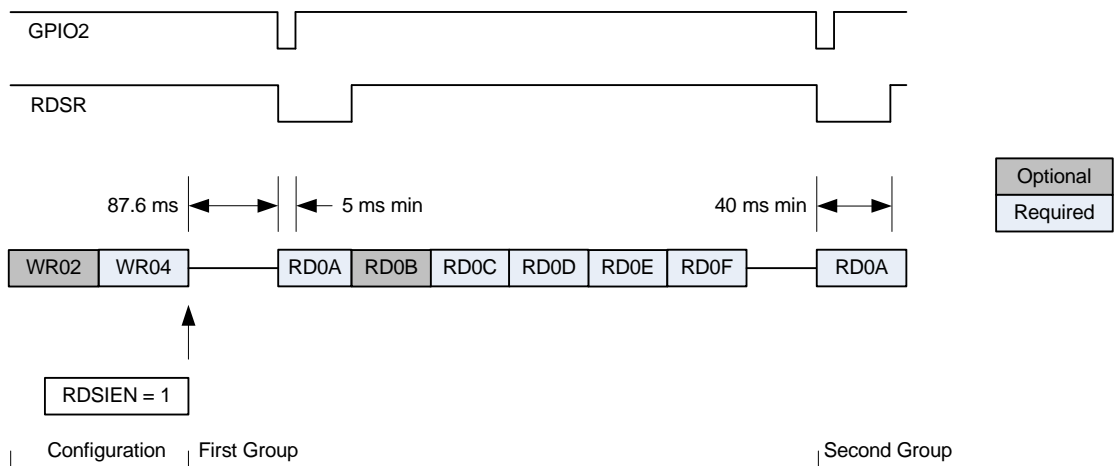 GPIO2
RDSR
87.6 ms
5 ms min
40 ms min
Optional
Required
WR02 WR04 RD0A RD0B RD0C RD0D RD0E RD0F RD0A
RDSIEN = 1
Configuration First Group Second Group